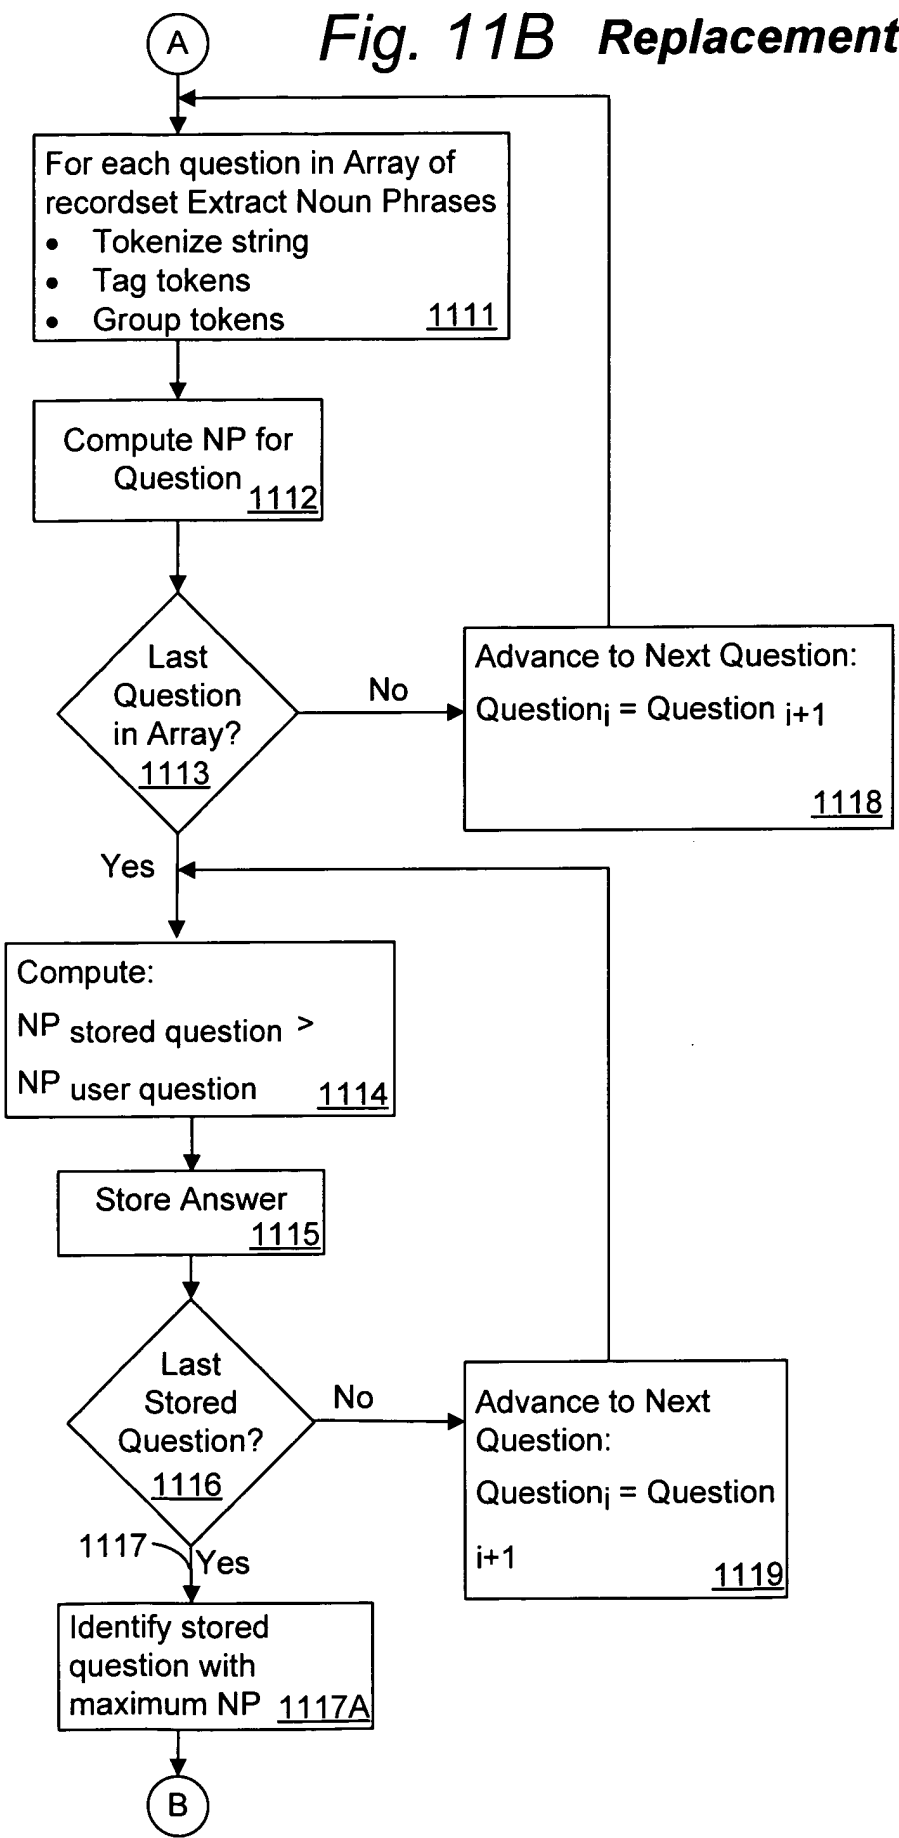 A
Fig. 11B Replacement
For each question in Array of
recordset Extract Noun Phrases
• Tokenize string
• Tag tokens
• Group tokens 1111
Compute NP for
Question 1112
Last
Question
in Array?
1113
No
Advance to Next Question:
Questioni = Question i+1
1118
Yes
Compute:
NP stored question >
NP user question 1114
Store Answer
1115
Last
Stored
Question?
1116
No
Advance to Next
Question:
Questioni = Question
i+1 1119
1117 Yes
Identify stored
question with
maximum NP 1117A
B